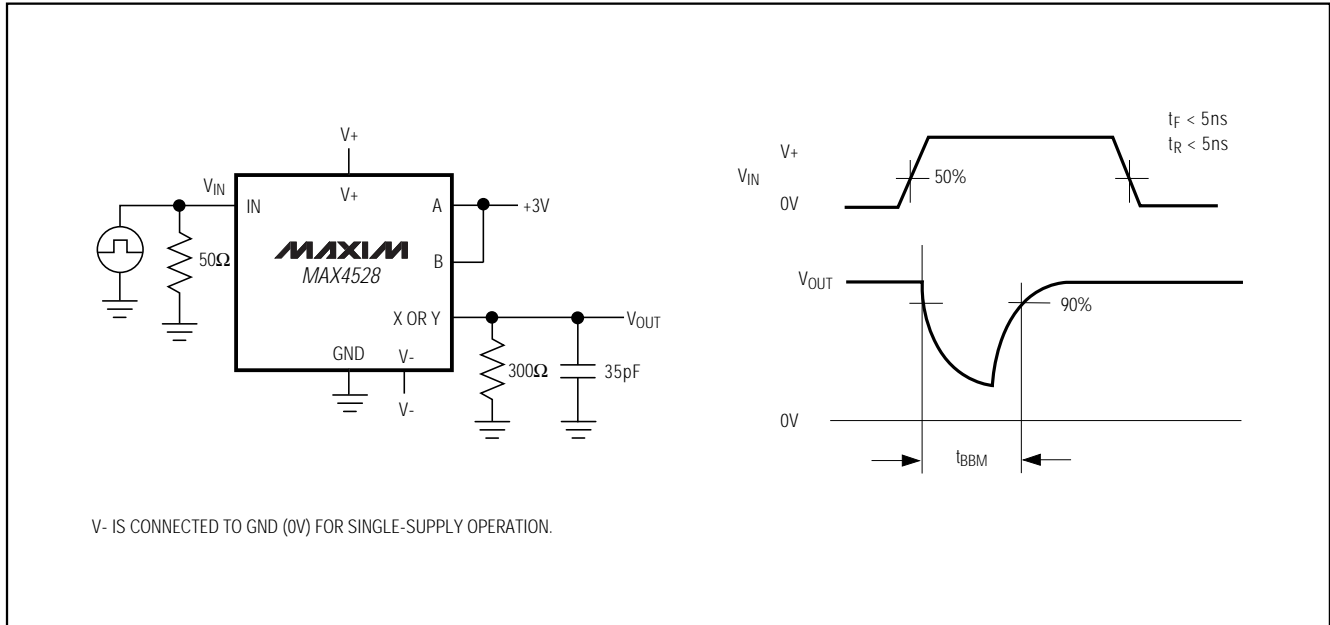 V+
V+
VIN
IN
50Ω
MAXIM
MAX4528
A
+3V
B
X OR Y
VOUT
GND
V-
V-
300Ω
35pF
V- IS CONNECTED TO GND (0V) FOR SINGLE-SUPPLY OPERATION.
tF < 5ns
tR < 5ns
V+
VIN
50%
0V
VOUT
90%
0V
tBBM